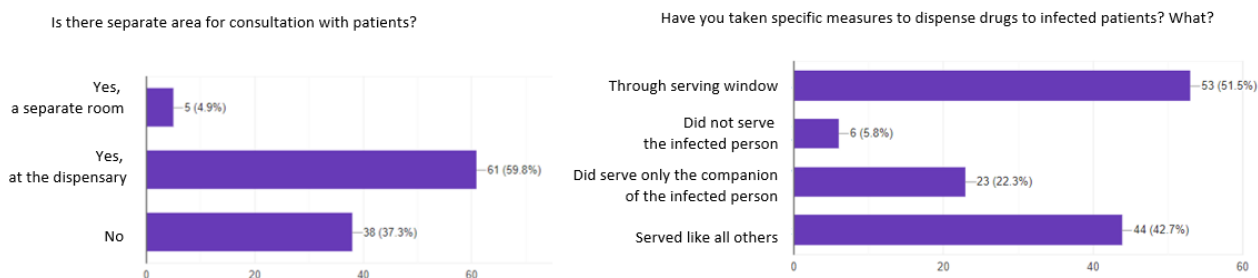 Is there separate area for consultation with patients?
Yes,
a separate room
5 (4.9%)
Yes,
at the dispensary
61 (59.8%)
No
38 (37.3%)
0 20 40 60
Have you taken specific measures to dispense drugs to infected patients? What?
Through serving window
53 (51.5%)
Did not serve
the infected person
6 (5.8%)
Did serve only the companion
of the infected person
23 (22.3%)
Served like all others
44 (42.7%)
0 20 40 60